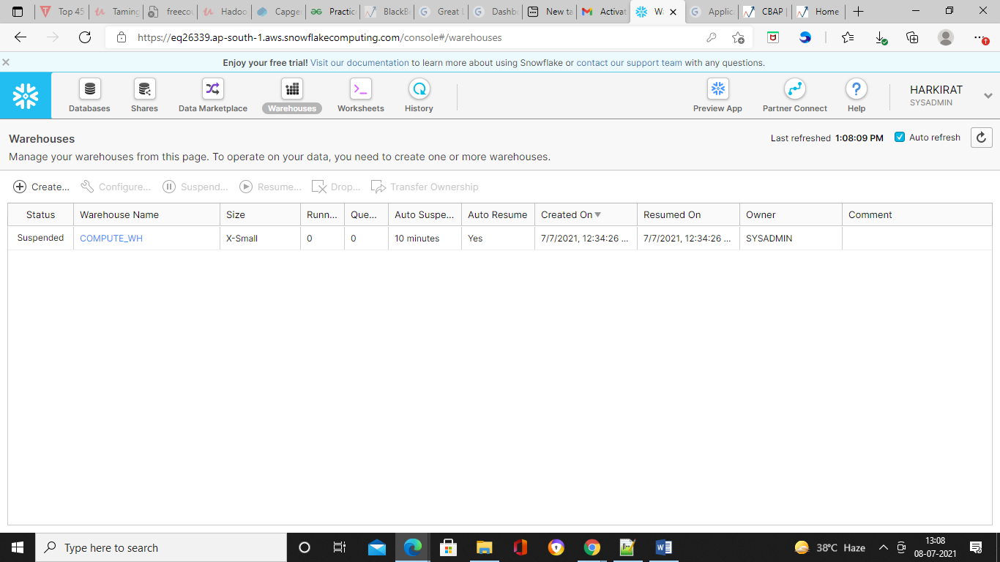 Top 45
Taming
freecou
Hadoo
Capge
Practic
BlackB
Great L
Dashbo
New ta
Activat
Wa
Applic
CBAP |
Home
https://eq26339.ap-south-1.aws.snowflakecomputing.com/console#/warehouses
Enjoy your free trial! Visit our documentation to learn more about using Snowflake or contact our support team with any questions.
Databases
Shares
Data Marketplace
Warehouses
Worksheets
History
Preview App
Partner Connect
Help
HARKIRAT
SYSADMIN
Warehouses
Last refreshed 1:08:09 PM Auto refresh
Manage your warehouses from this page. To operate on your data, you need to create one or more warehouses.
Create... Configure... Suspend... Resume... Drop... Transfer Ownership
Status Warehouse Name Size Runn... Que... Auto Suspe... Auto Resume Created On Resumed On Owner Comment
Suspended COMPUTE_WH X-Small 0 0 10 minutes Yes 7/7/2021, 12:34:26 ... 7/7/2021, 12:34:26 ... SYSADMIN
Type here to search
38°C Haze
13:08
08-07-2021